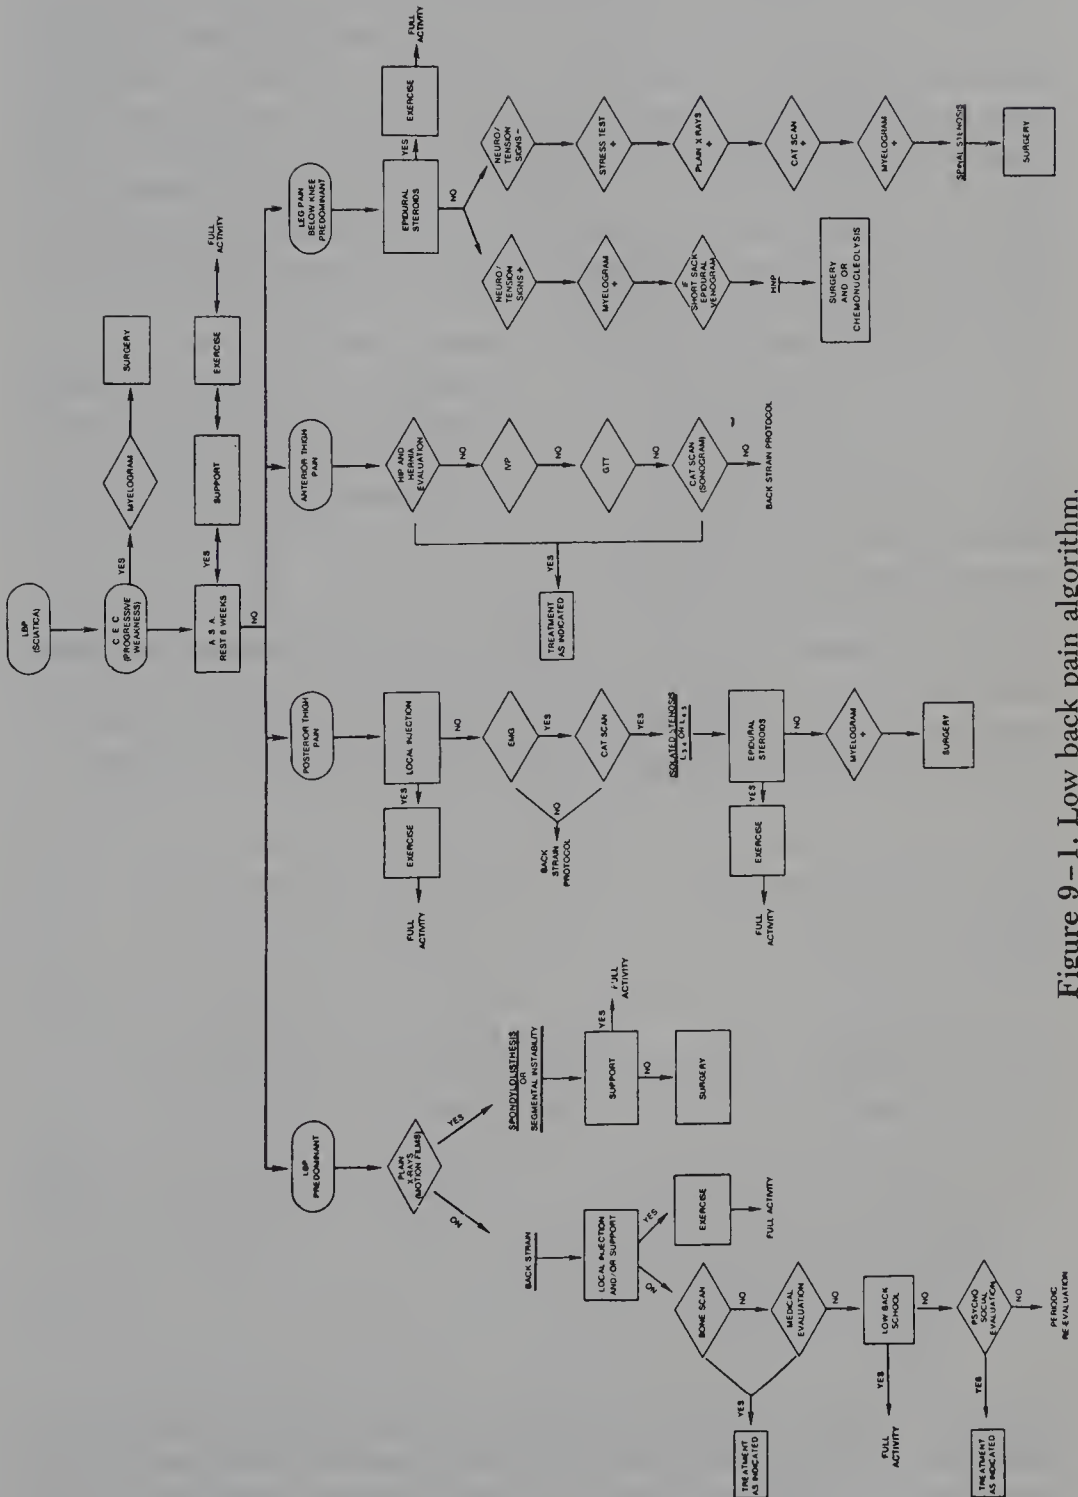 LBP
(SCIATICA)
C E C
(PROGRESSIVE
WEAKNESS)
YES
MYELOGRAM
SURGERY
A S A
REST 6 WEEKS
YES
SUPPORT
EXERCISE
FULL
ACTIVITY
NO
LBP
PREDOMINANT
PLAIN
X-RAYS
(MOTION FILMS)
NO
YES
BACK STRAIN
LOCAL INJECTION
AND/OR SUPPORT
YES
EXERCISE
FULL ACTIVITY
NO
BONE SCAN
NO
MEDICAL
EVALUATION
YES
TREATMENT
AS INDICATED
NO
LOW BACK
SCHOOL
YES
FULL
ACTIVITY
NO
PSYCHO
SOCIAL
EVALUATION
YES
TREATMENT
AS INDICATED
NO
PERIODIC
RE-EVALUATION
SPONDYLOLISTHESIS
OR
SEGMENTAL INSTABILITY
SUPPORT
YES
FULL
ACTIVITY
NO
SURGERY
POSTERIOR THIGH
PAIN
LOCAL INJECTION
YES
EXERCISE
FULL
ACTIVITY
NO
EMG
YES
CAT SCAN
NO
BACK
STRAIN
PROTOCOL
YES
ISOLATED STENOSIS
EPIDURAL
STEROIDS
YES
EXERCISE
FULL
ACTIVITY
NO
MYELOGRAM
+
SURGERY
ANTERIOR THIGH
PAIN
HIP AND
HERNIA
EVALUATION
NO
IVP
NO
GTT
NO
CAT SCAN
(SONOGRAM)
YES
TREATMENT
AS INDICATED
NO
BACK STRAIN PROTOCOL
LEG PAIN
BELOW KNEE
PREDOMINANT
EPIDURAL
STEROIDS
YES
EXERCISE
FULL
ACTIVITY
NO
NEURO/
TENSION
SIGNS +
MYELOGRAM
+
IF
SHORT SACK-
EPIDURAL
VENOGRAM
HNP
SURGERY
AND OR
CHEMONUCLEOLYSIS
NEURO/
TENSION
SIGNS -
STRESS TEST
+
PLAIN X RAYS
+
CAT SCAN
+
MYELOGRAM
+
SPINAL STENOSIS
SURGERY
Figure 9-1. Low back pain algorithm.